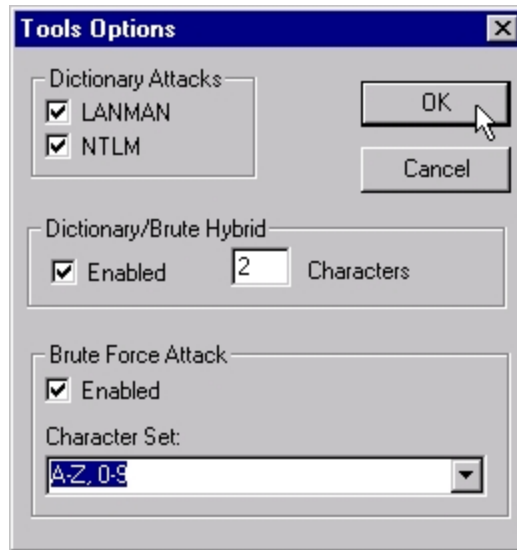 Tools Options
Dictionary Attacks
LANMAN
NTLM
OK
Cancel
Dictionary/Brute Hybrid
Enabled
2
Characters
Brute Force Attack
Enabled
Character Set:
A-Z, 0-9